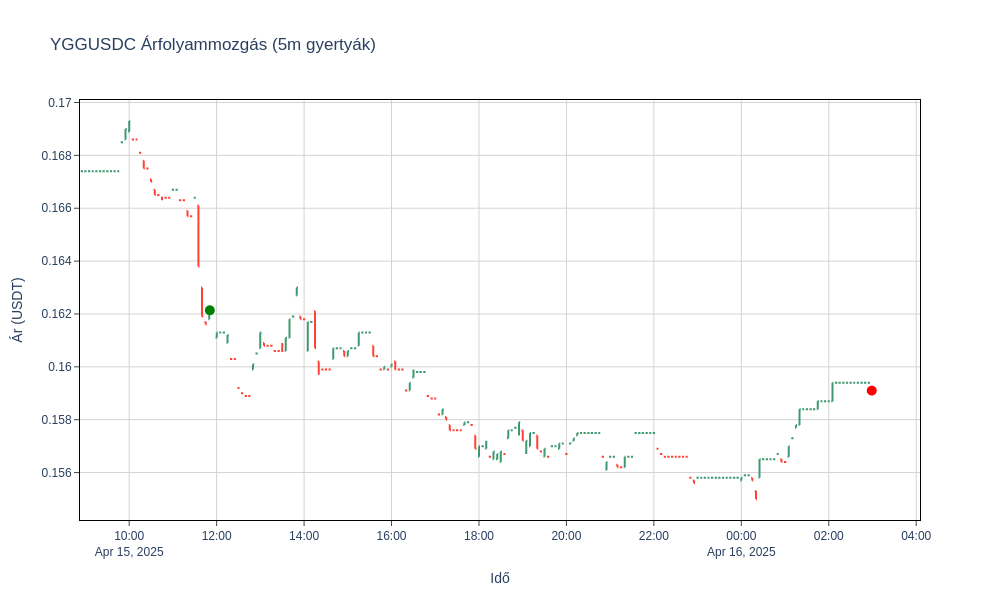 YGGUSDC Árfolyammozgás (5m gyertyák)
0.17
0.168
0.166
0.164
0.162
0.16
0.158
0.156
Ár (USDT)
10:00 12:00 14:00 16:00 18:00 20:00 22:00 00:00 02:00 04:00
Apr 15, 2025 Apr 16, 2025
Idő